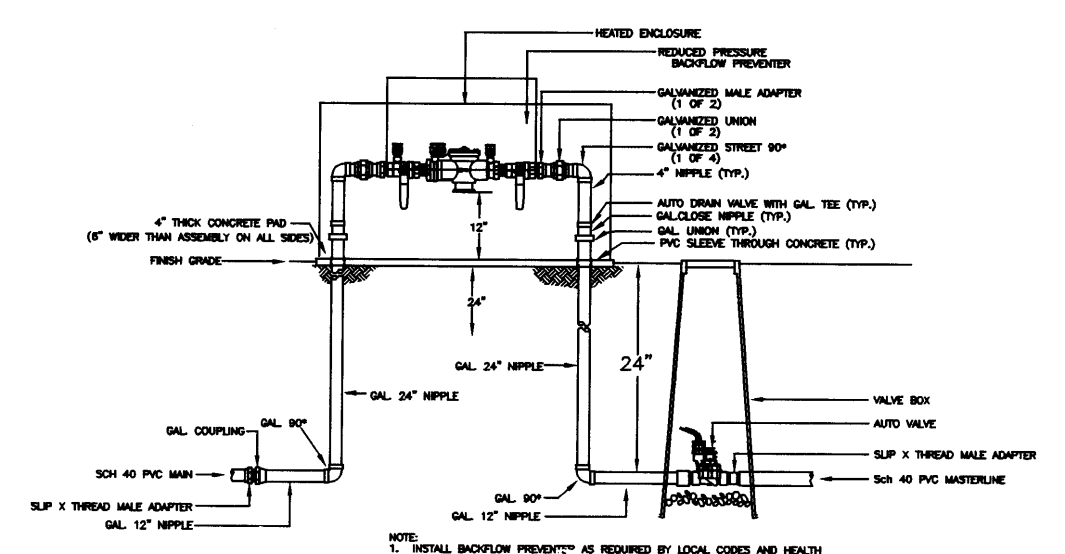 HEATED ENCLOSURE
REDUCED PRESSURE
BACKFLOW PREVENTER
GALVANIZED MALE ADAPTER
(1 OF 2)
GALVANIZED UNION
(1 OF 2)
GALVANIZED STREET 90°
(1 OF 4)
4" NIPPLE (TYP.)
AUTO DRAIN VALVE WITH GAL. TEE (TYP.)
GAL.CLOSE NIPPLE (TYP.)
GAL. UNION (TYP.)
PVC SLEEVE THROUGH CONCRETE (TYP.)
4" THICK CONCRETE PAD
(6" WIDER THAN ASSEMBLY ON ALL SIDES)
FINISH GRADE
12"
24"
24"
GAL. 24" NIPPLE
GAL. 24" NIPPLE
VALVE BOX
AUTO VALVE
GAL. 90°
GAL. COUPLING
SLIP X THREAD MALE ADAPTER
SCH 40 PVC MAIN
Sch 40 PVC MASTERLINE
SLIP X THREAD MALE ADAPTER
GAL. 12" NIPPLE
GAL. 90°
GAL. 12" NIPPLE
NOTE:
1. INSTALL BACKFLOW PREVENTER AS REQUIRED BY LOCAL CODES AND HEALTH